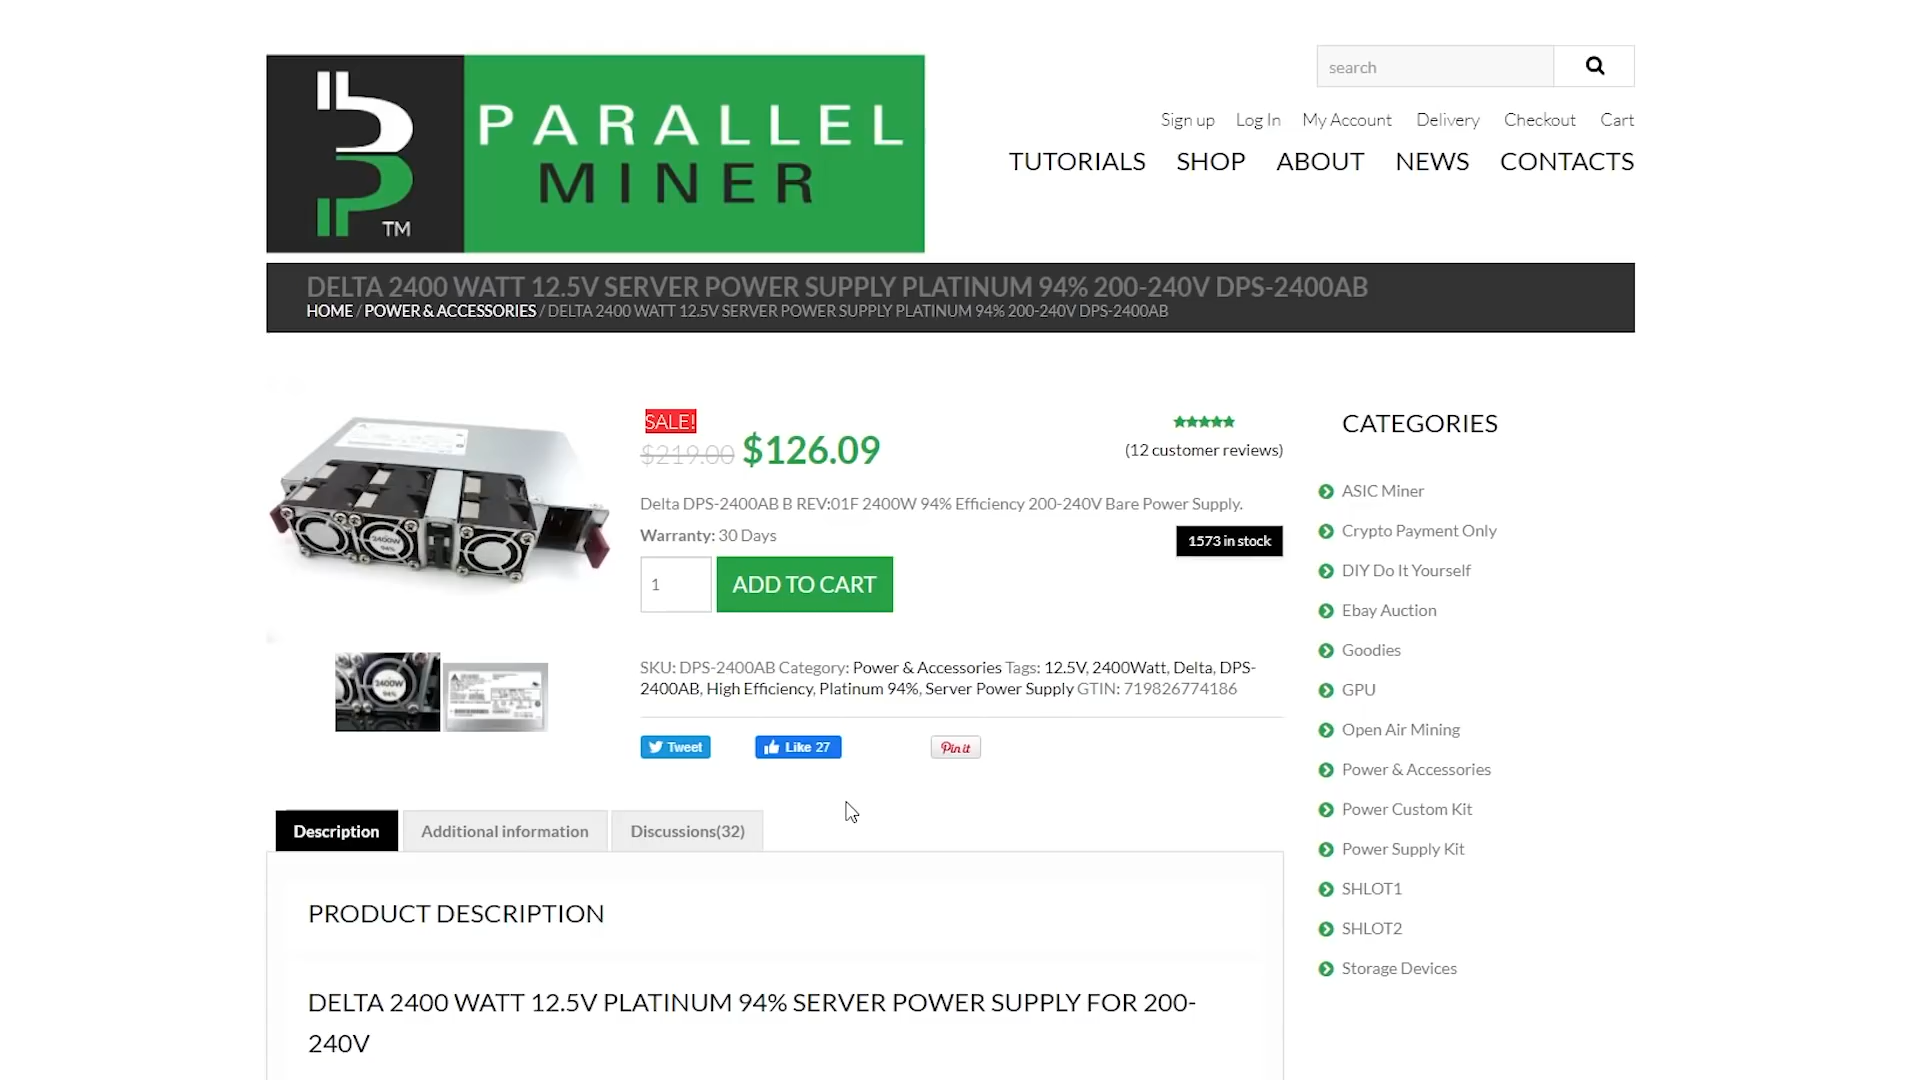 PARALLEL
MINER
TM
search
Sign up Log In My Account Delivery Checkout Cart
TUTORIALS SHOP ABOUT NEWS CONTACTS
DELTA 2400 WATT 12.5V SERVER POWER SUPPLY PLATINUM 94% 200-240V DPS-2400AB
HOME / POWER & ACCESSORIES / DELTA 2400 WATT 12.5V SERVER POWER SUPPLY PLATINUM 94% 200-240V DPS-2400AB
2400W
94%
2400W
94%
SALE!
$219.00 $126.09
(12 customer reviews)
Delta DPS-2400AB B REV:01F 2400W 94% Efficiency 200-240V Bare Power Supply.
Warranty: 30 Days
1573 in stock
1 ADD TO CART
SKU: DPS-2400AB Category: Power & Accessories Tags: 12.5V, 2400Watt, Delta, DPS-
2400AB, High Efficiency, Platinum 94%, Server Power Supply GTIN: 719826774186
Tweet Like 27 Pin it
Description Additional information Discussions(32)
PRODUCT DESCRIPTION
DELTA 2400 WATT 12.5V PLATINUM 94% SERVER POWER SUPPLY FOR 200-
240V
CATEGORIES
ASIC Miner
Crypto Payment Only
DIY Do It Yourself
Ebay Auction
Goodies
GPU
Open Air Mining
Power & Accessories
Power Custom Kit
Power Supply Kit
SHLOT1
SHLOT2
Storage Devices